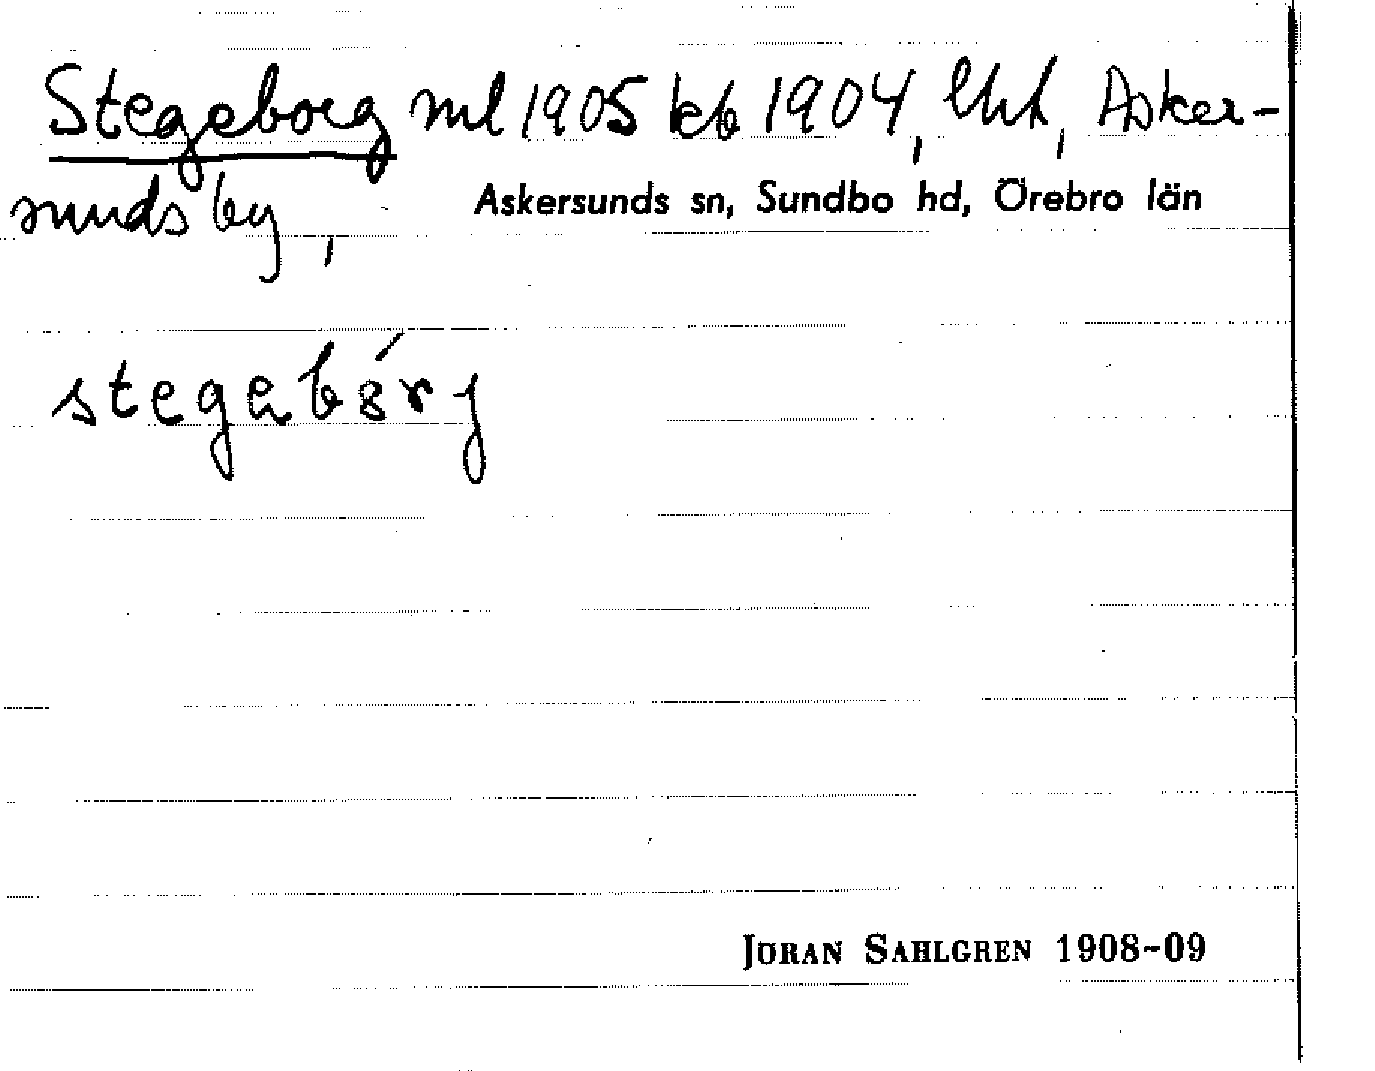 Stegeborg ml 1905 kb 1904, lht, Asker-
sunds by,
Askersunds sn, Sundbo hd, Örebro län
stegabórj
JÖRAN SAHLGREN 1908-09